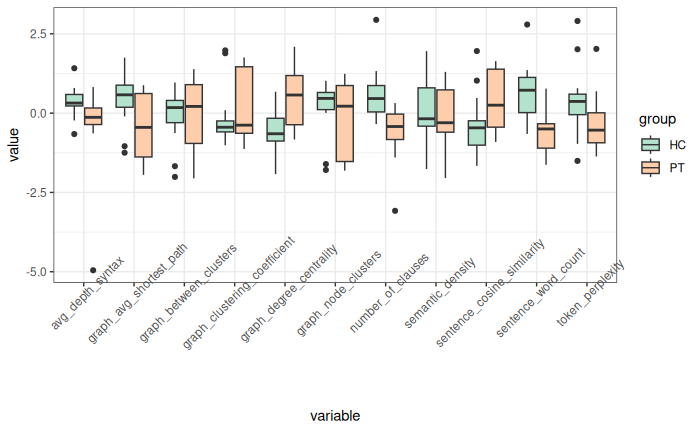 2.5
0.0
-2.5
-5.0
value
avg_depth_syntax
graph_avg_shortest_path
graph_between_clusters
graph_clustering_coefficient
graph_degree_centrality
graph_node_clusters
number_of_clauses
semantic_density
sentence_cosine_similarity
sentence_word_count
token_perplexity
variable
group
HC
PT